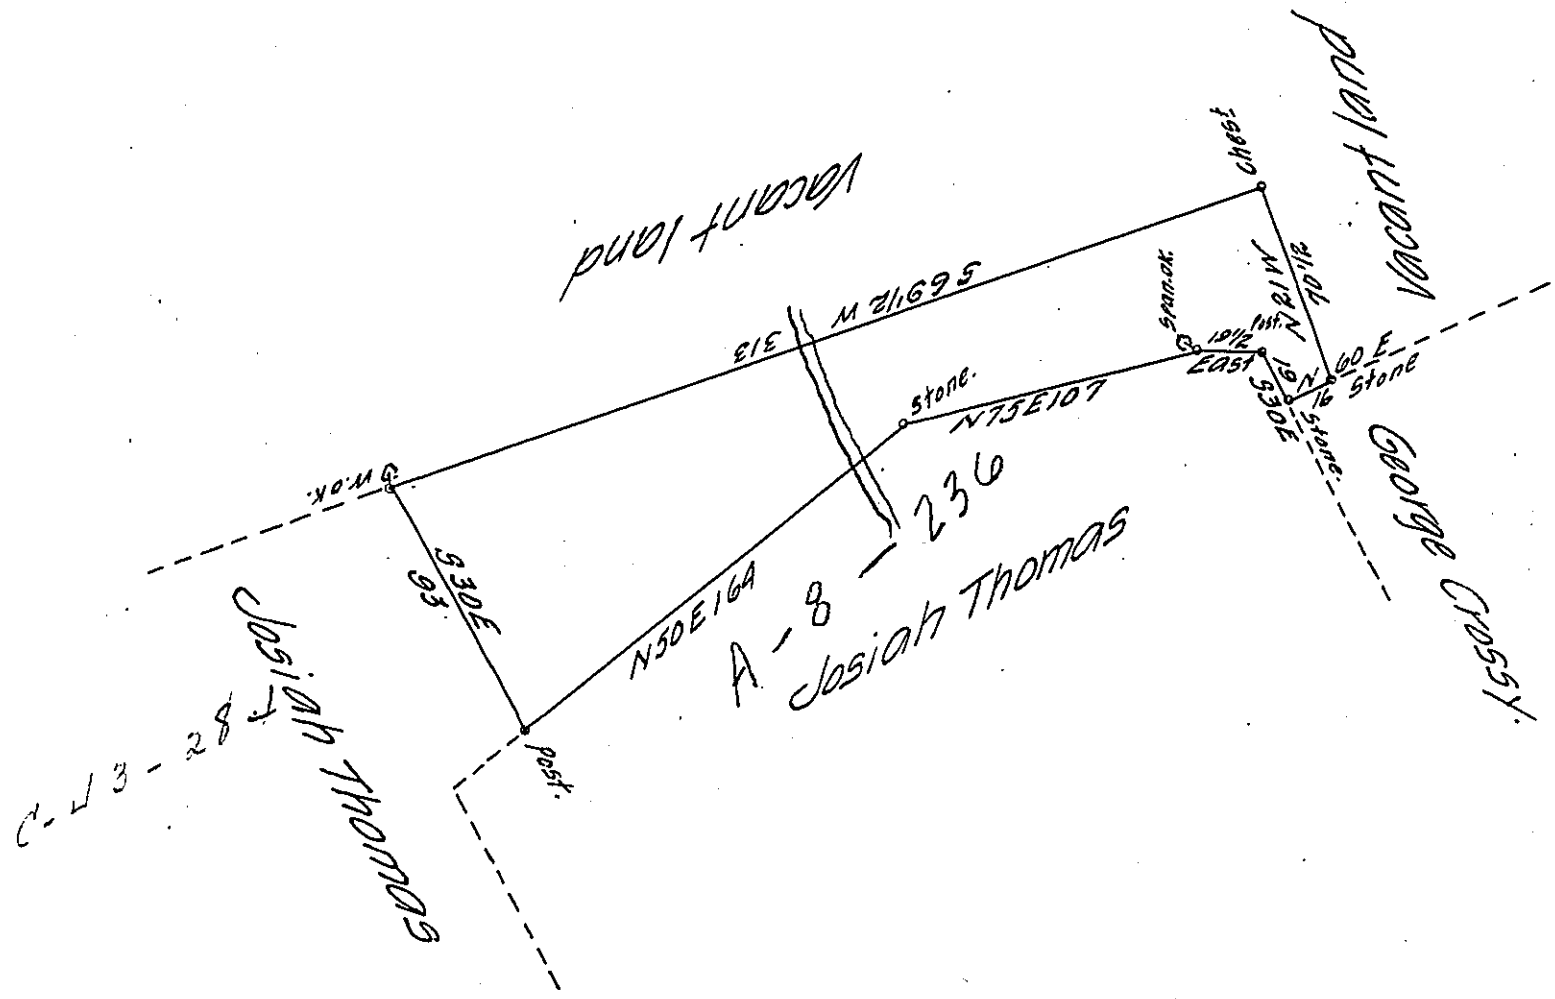 Vacant land
Vacant land
chest
S 69 1/2 W
313
N 21 W
70 1/2
Span. ok.
19 1/2
Post.
East
S 30 E
19
N 60 E
16
Stone
Stone.
Stone.
N 75 E 107
W. ok.
S 30 E
93
N 50 E 164
Post.
A-8-236
Josiah Thomas
Josiah Thomas
George Crossy.